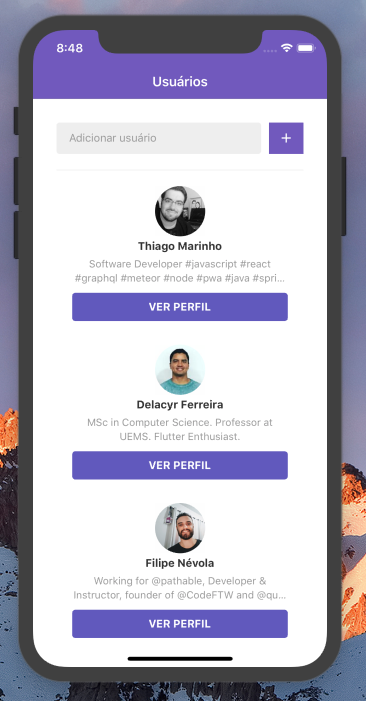 8:48
Usuários
Adicionar usuário
+
Thiago Marinho
Software Developer #javascript #react
#graphql #meteor #node #pwa #java #spri...
VER PERFIL
Delacyr Ferreira
MSc in Computer Science. Professor at
UEMS. Flutter Enthusiast.
VER PERFIL
Filipe Névola
Working for @pathable, Developer &
Instructor, founder of @CodeFTW and @qu...
VER PERFIL